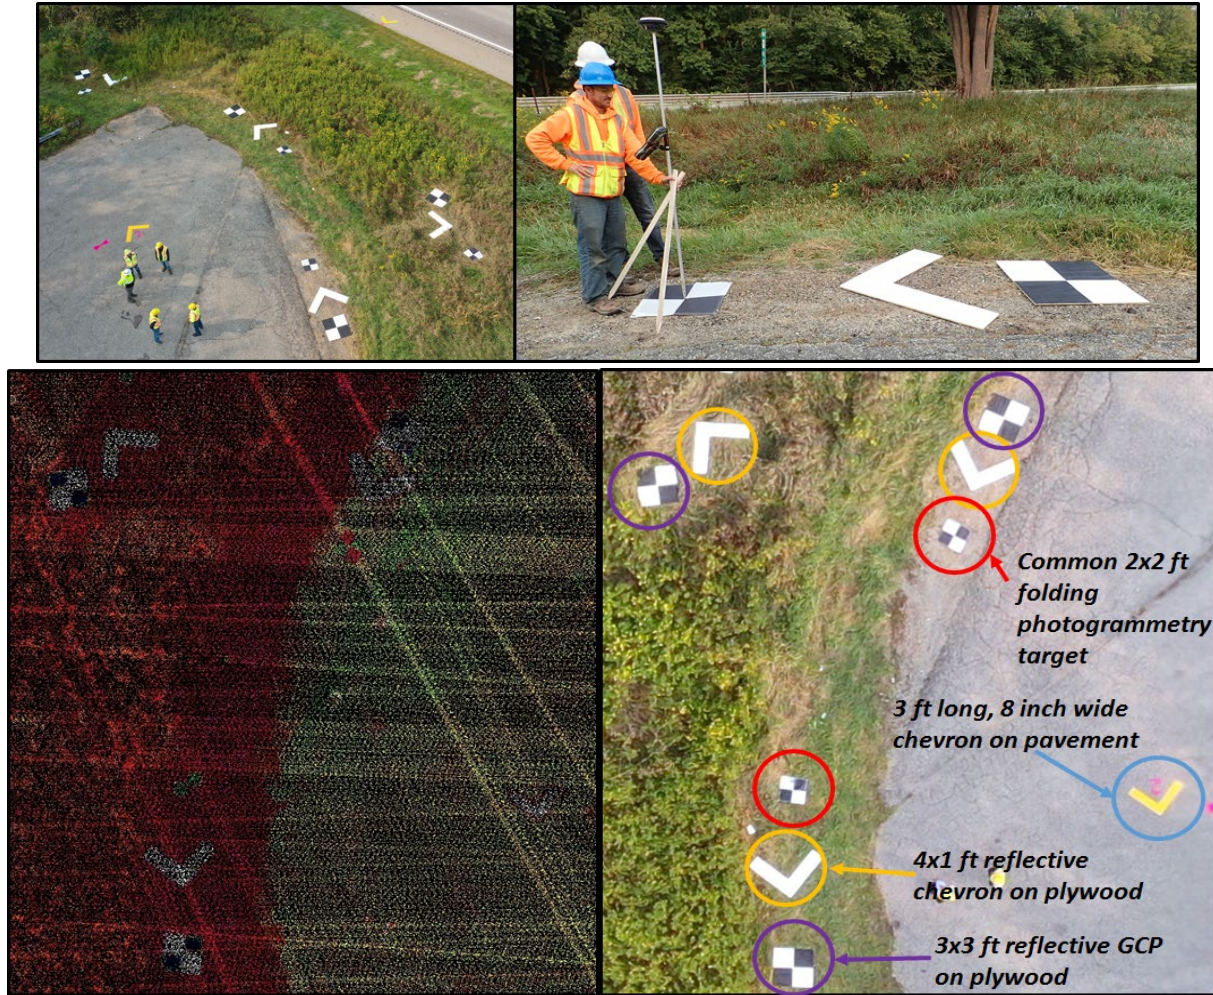 Common 2x2 ft
folding
photogrammetry
target
3 ft long, 8 inch wide
chevron on pavement
4x1 ft reflective
chevron on plywood
3x3 ft reflective GCP
on plywood